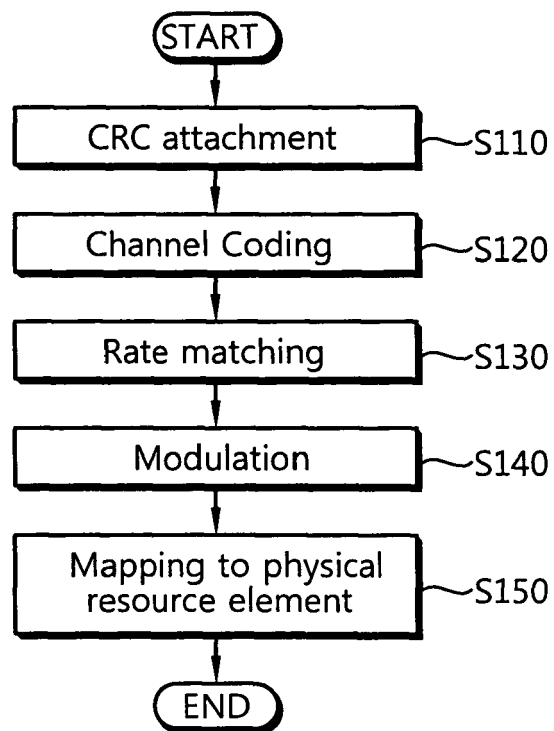 START
CRC attachment
S110
Channel Coding
S120
Rate matching
S130
Modulation
S140
Mapping to physical
resource element
S150
END